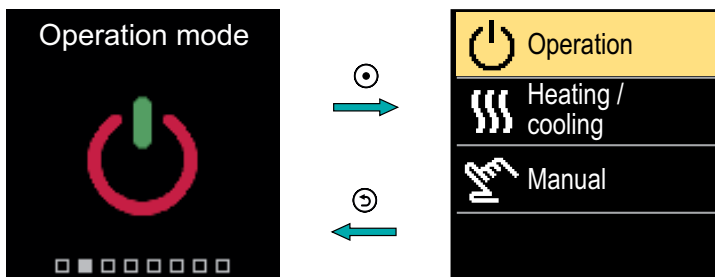 Operation mode
Operation
Heating /
cooling
Manual